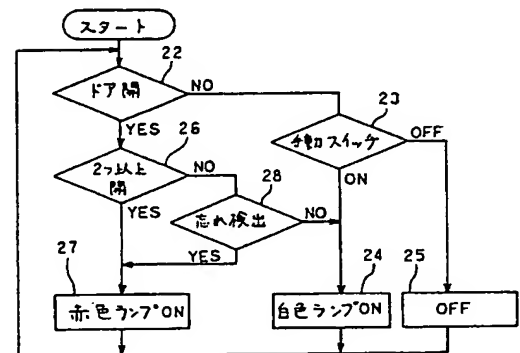 スタート
22
ドア開
NO
YES
23
手動スイッチ
OFF
ON
26
2つ以上
開
NO
YES
28
忘れ検出
NO
YES
27
赤色ランプON
24
白色ランプON
25
OFF